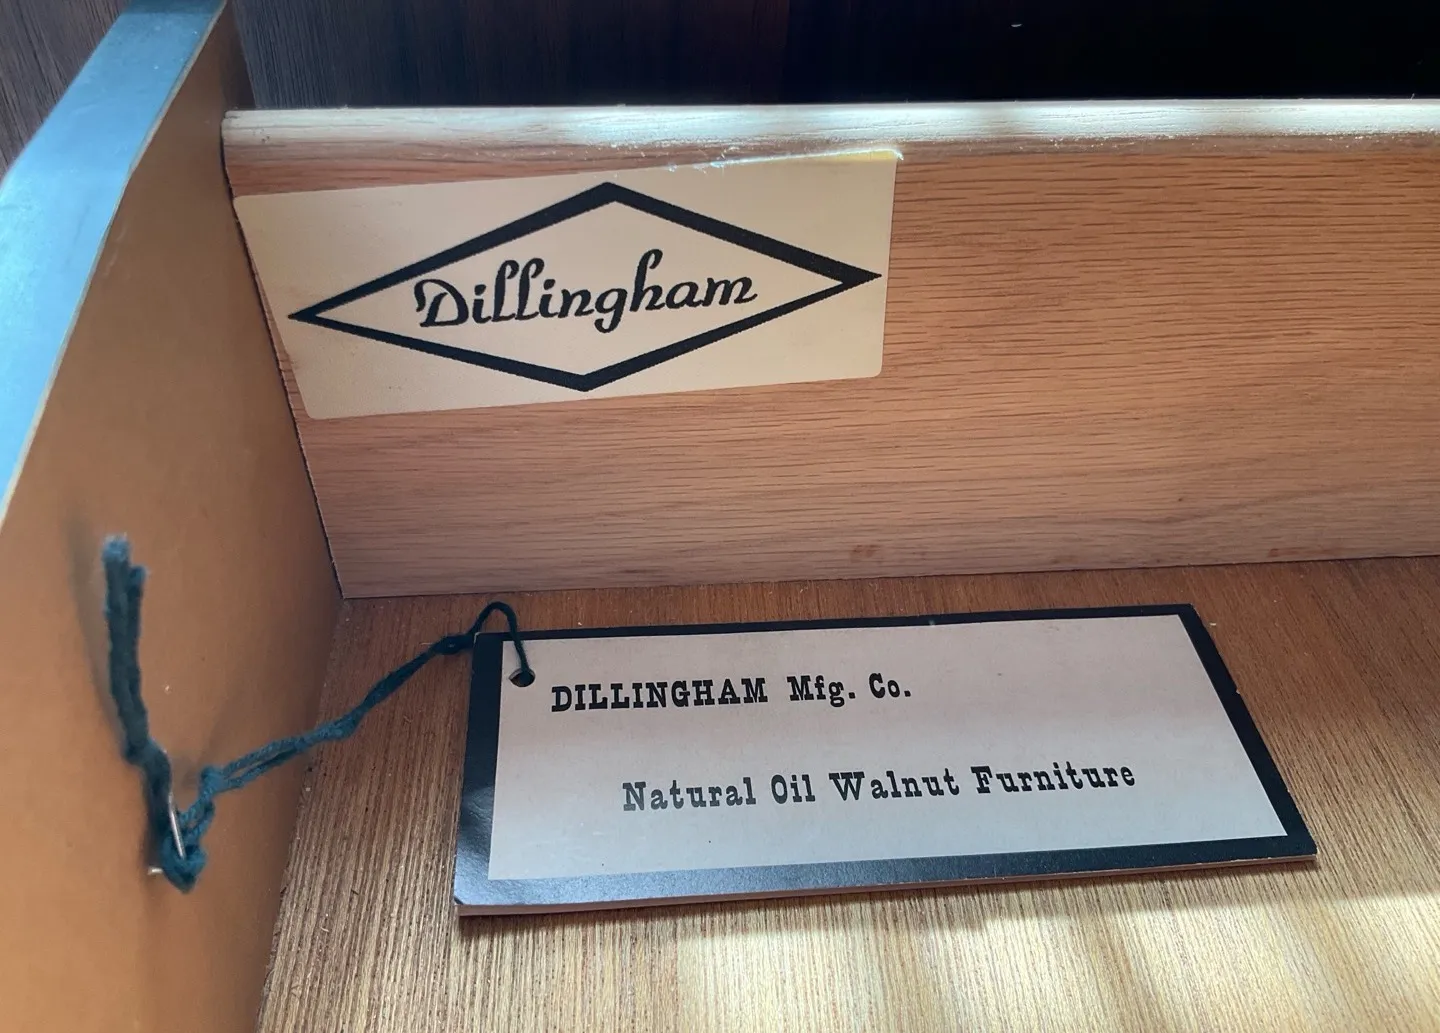 Dillingham
DILLINGHAM Mfg. Co.
Natural Oil Walnut Furniture